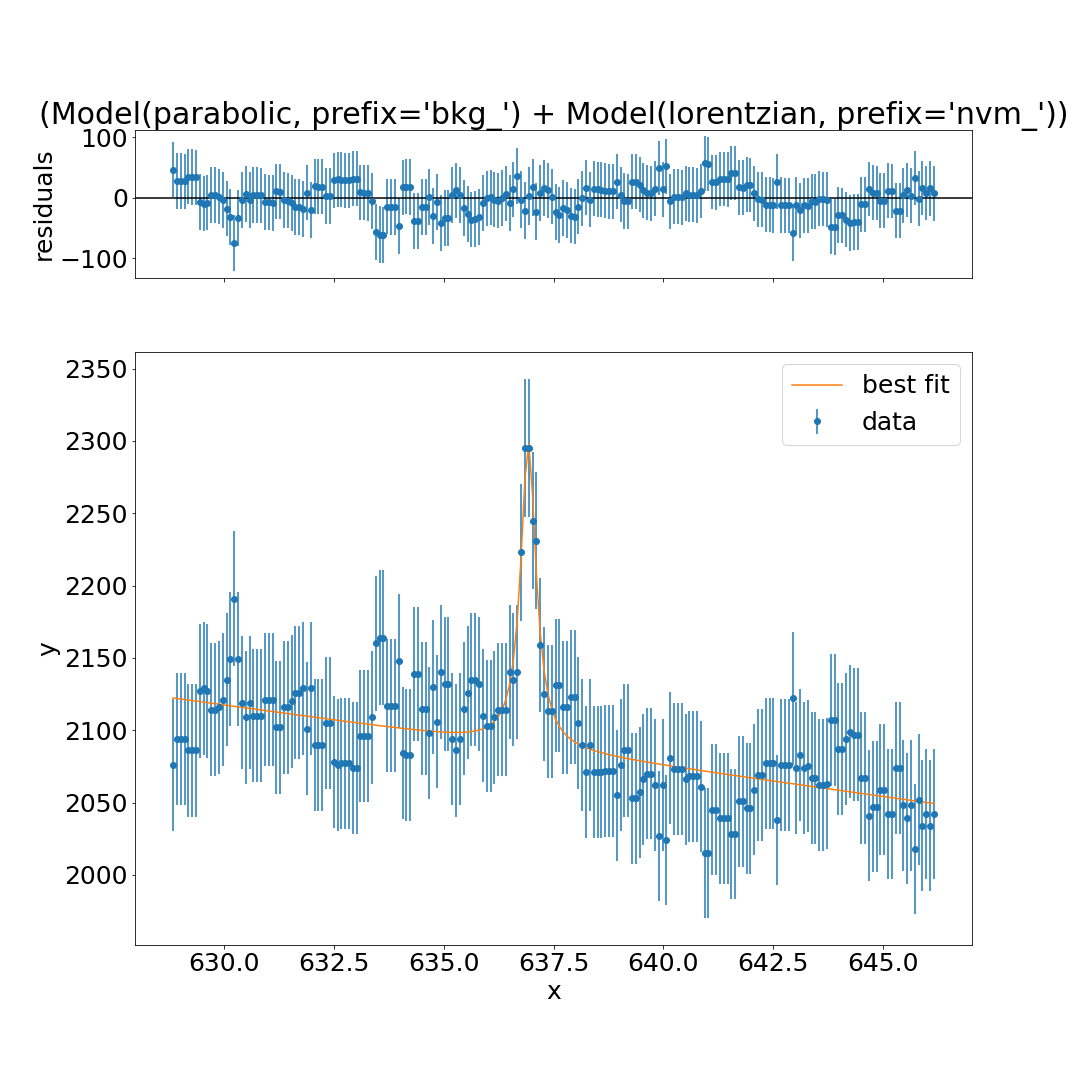 (Model(parabolic, prefix='bkg_') + Model(lorentzian, prefix='nvm_'))
100
0
−100
residuals
2350
2300
2250
2200
2150
2100
2050
2000
y
best fit
data
630.0 632.5 635.0 637.5 640.0 642.5 645.0
x